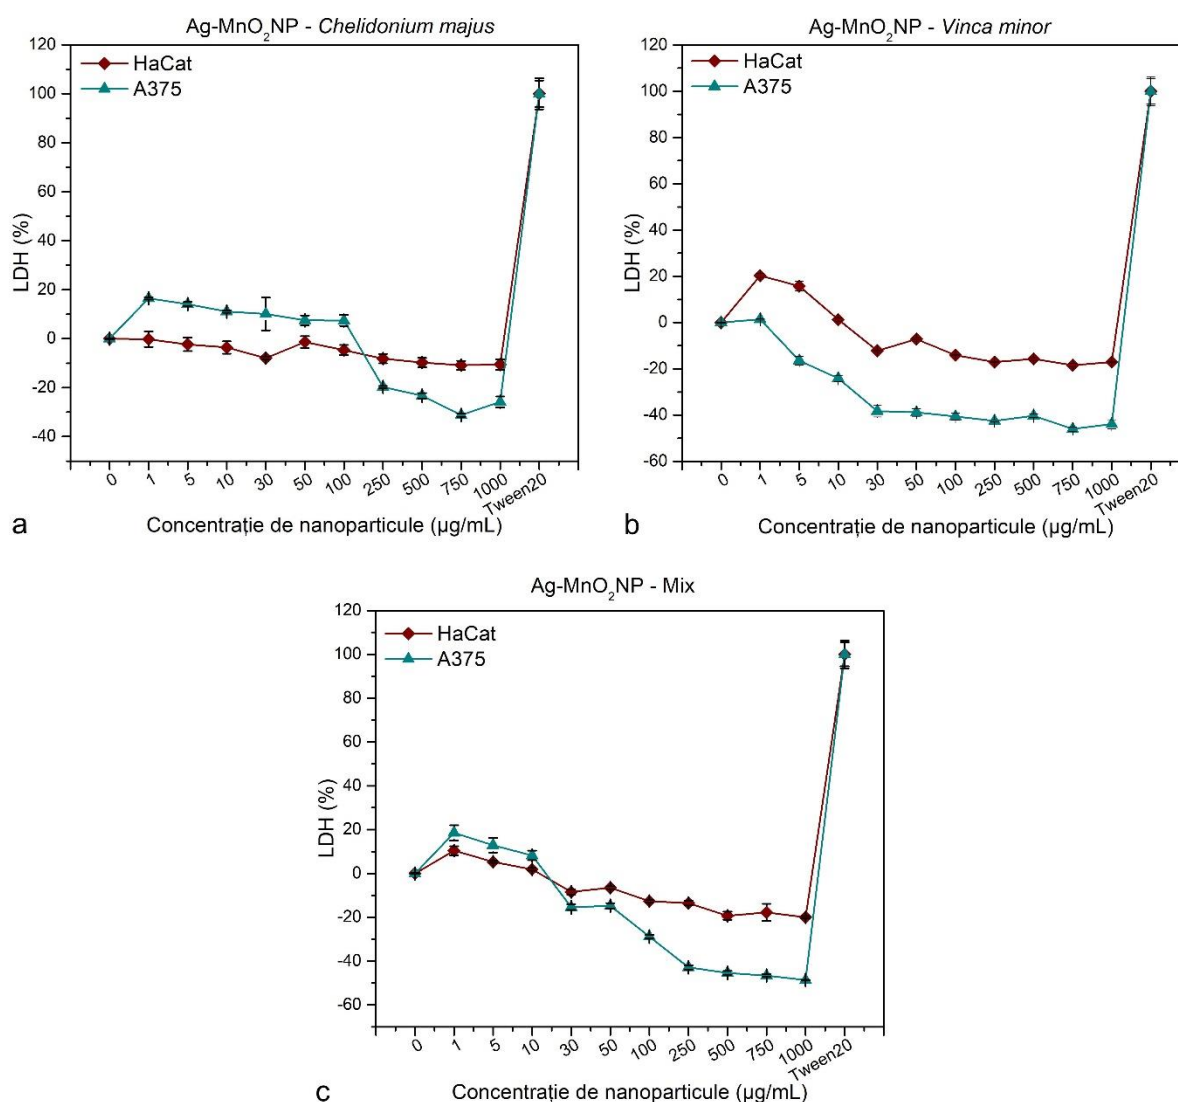 Ag-MnO₂NP - Chelidonium majus
HaCat
A375
LDH (%)
120
100
80
60
40
20
0
-20
-40
0 1 5 10 30 50 100 250 500 750 1000 Tween20
Concentrație de nanoparticule (µg/mL)
a
Ag-MnO₂NP - Vinca minor
HaCat
A375
LDH (%)
120
100
80
60
40
20
0
-20
-40
-60
0 1 5 10 30 50 100 250 500 750 1000 Tween20
Concentrație de nanoparticule (µg/mL)
b
Ag-MnO₂NP - Mix
HaCat
A375
LDH (%)
120
100
80
60
40
20
0
-20
-40
-60
0 1 5 10 30 50 100 250 500 750 1000 Tween20
Concentrație de nanoparticule (µg/mL)
c